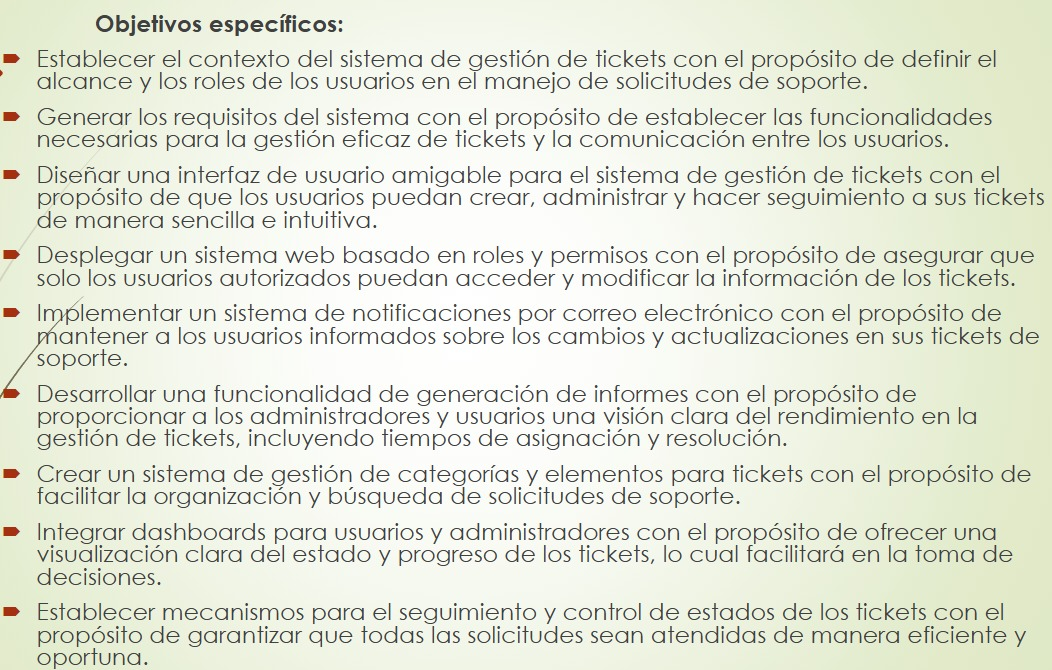 Objetivos específicos:
Establecer el contexto del sistema de gestión de tickets con el propósito de definir el
alcance y los roles de los usuarios en el manejo de solicitudes de soporte.
Generar los requisitos del sistema con el propósito de establecer las funcionalidades
necesarias para la gestión eficaz de tickets y la comunicación entre los usuarios.
Diseñar una interfaz de usuario amigable para el sistema de gestión de tickets con el
propósito de que los usuarios puedan crear, administrar y hacer seguimiento a sus tickets
de manera sencilla e intuitiva.
Desplegar un sistema web basado en roles y permisos con el propósito de asegurar que
solo los usuarios autorizados puedan acceder y modificar la información de los tickets.
Implementar un sistema de notificaciones por correo electrónico con el propósito de
mantener a los usuarios informados sobre los cambios y actualizaciones en sus tickets de
soporte.
Desarrollar una funcionalidad de generación de informes con el propósito de
proporcionar a los administradores y usuarios una visión clara del rendimiento en la
gestión de tickets, incluyendo tiempos de asignación y resolución.
Crear un sistema de gestión de categorías y elementos para tickets con el propósito de
facilitar la organización y búsqueda de solicitudes de soporte.
Integrar dashboards para usuarios y administradores con el propósito de ofrecer una
visualización clara del estado y progreso de los tickets, lo cual facilitará en la toma de
decisiones.
Establecer mecanismos para el seguimiento y control de estados de los tickets con el
propósito de garantizar que todas las solicitudes sean atendidas de manera eficiente y
oportuna.